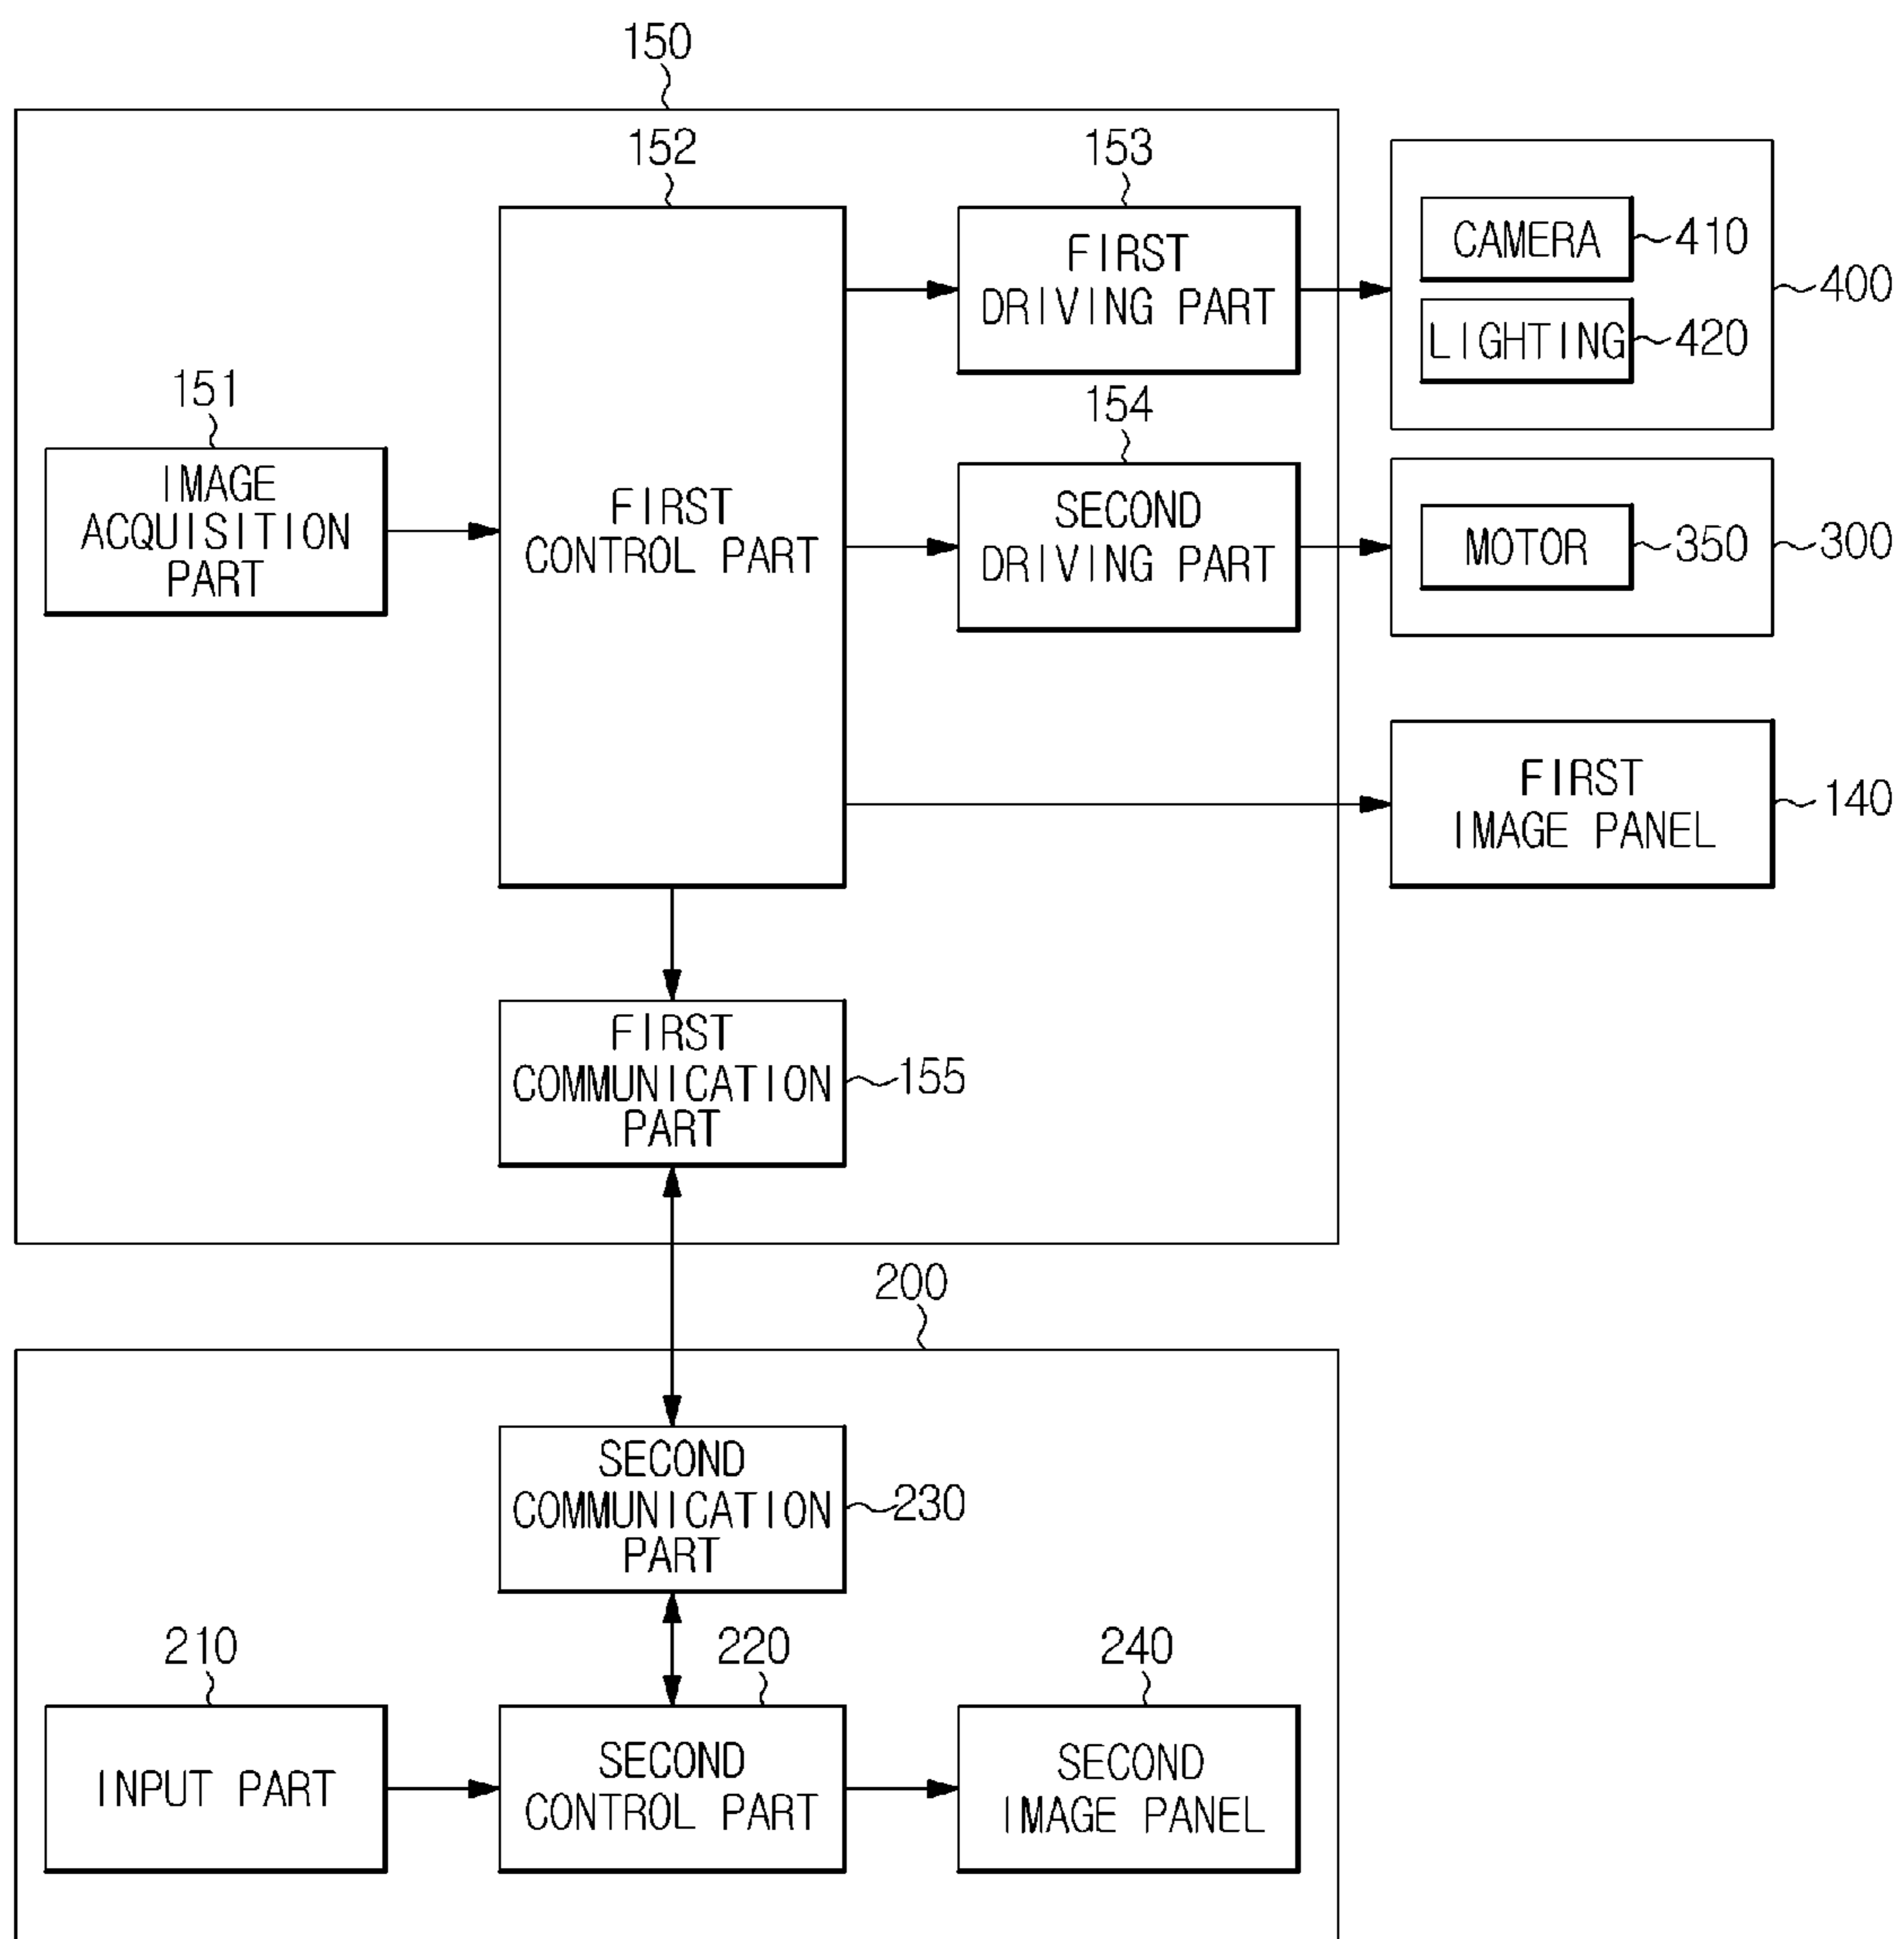 150
152
153
FIRST
DRIVING PART
CAMERA
410
400
LIGHTING
420
151
IMAGE
ACQUISITION
PART
FIRST
CONTROL PART
154
SECOND
DRIVING PART
MOTOR
350
300
FIRST
IMAGE PANEL
140
FIRST
COMMUNICATION
PART
155
200
SECOND
COMMUNICATION
PART
230
210
220
240
INPUT PART
SECOND
CONTROL PART
SECOND
IMAGE PANEL